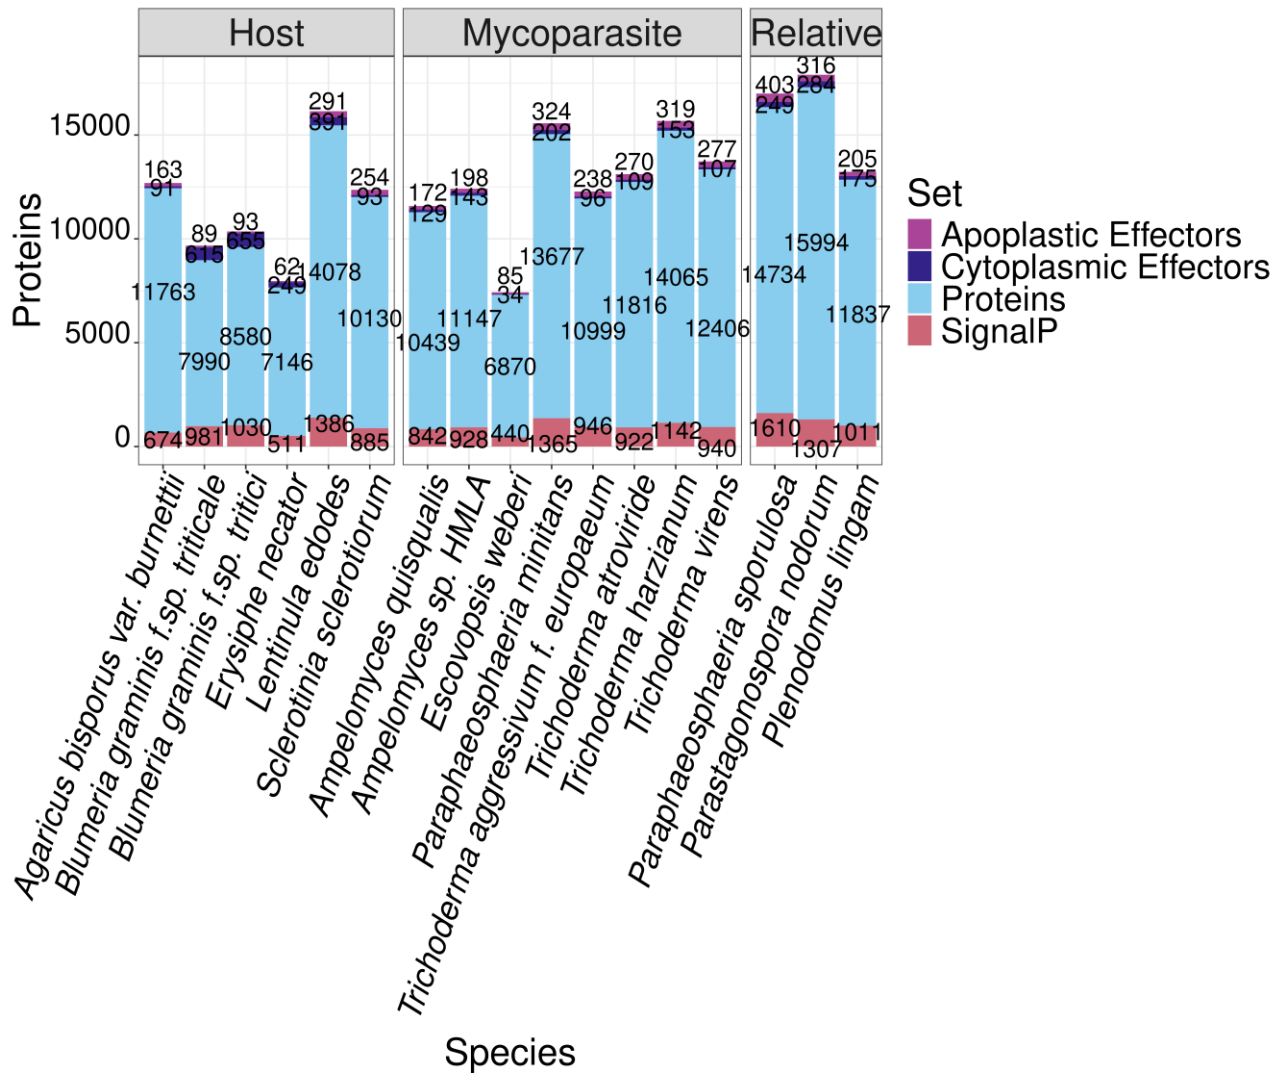 Host
Mycoparasite
Relative
Proteins
15000
10000
5000
0
163
91
11763
674
89
615
7990
981
93
655
8580
1030
62
249
7146
511
291
391
14078
1386
254
93
10130
885
172
129
10439
842
198
143
11147
928
85
34
6870
440
324
202
13677
1365
238
96
10999
946
270
109
11816
922
319
153
14065
1142
277
107
12406
940
403
249
14734
1610
316
284
15994
1307
205
175
11837
1011
Agaricus bisporus var. burnettii
Blumeria graminis f.sp. triticale
Blumeria graminis f.sp. tritici
Erysiphe necator
Lentinula edodes
Sclerotinia sclerotiorum
Ampelomyces quisqualis
Ampelomyces sp. HMLA
Escovopsis weberi
Paraphaeosphaeria minitans
Trichoderma aggressivum f. europaeum
Trichoderma atroviride
Trichoderma harzianum
Trichoderma virens
Paraphaeosphaeria sporulosa
Parastagonospora nodorum
Plenodomus lingam
Species
Set
Apoplastic Effectors
Cytoplasmic Effectors
Proteins
SignalP